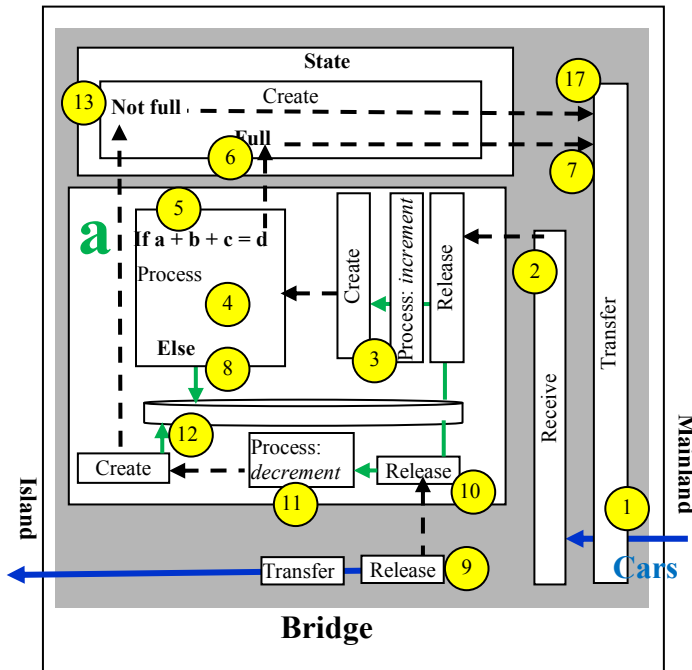 State
17
13
Create
Not full
Full
6
7
5
a
If a + b + c = d
2
Process
4
Create
Process: increment
Release
3
Else
8
Transfer
Receive
12
Process:
decrement
Create
Release
10
11
Mainland
Island
1
Cars
9
Transfer
Release
Bridge